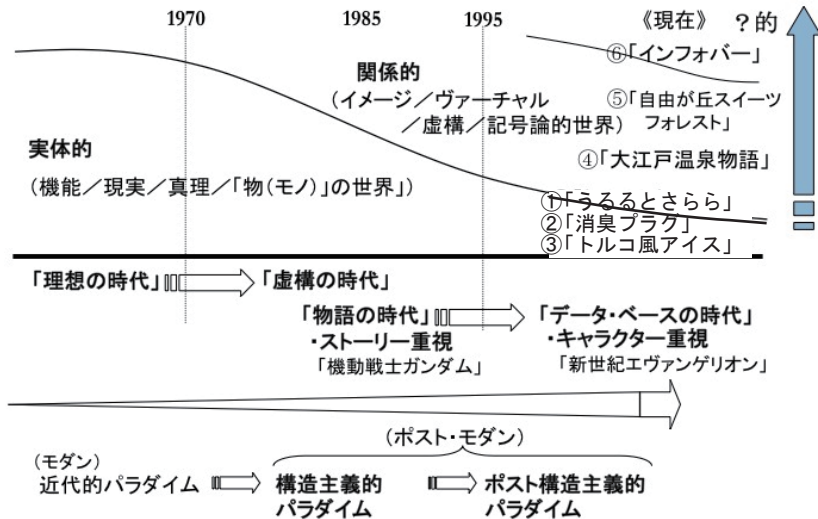 1970
1985
1995
《現在》 ？的
⑥「インフォバー」
関係的
（イメージ／ヴァーチャル
／虚構／記号論的世界）
⑤「自由が丘スイーツ
フォレスト」
実体的
（機能／現実／真理／「物（モノ）」の世界」）
④「大江戸温泉物語」
①「うるるとさらら」
②「消臭プラグ」
③「トルコ風アイス」
「理想の時代」
「虚構の時代」
「物語の時代」
・ストーリー重視
「機動戦士ガンダム」
「データ・ベースの時代」
・キャラクター重視
「新世紀エヴァンゲリオン」
（ポスト・モダン）
（モダン）
近代的パラダイム
構造主義的
パラダイム
ポスト構造主義的
パラダイム